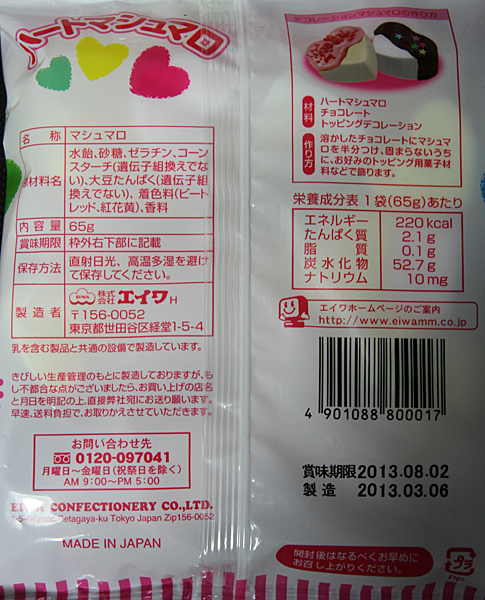 ハートマシュマロ
名称 マシュマロ
水飴、砂糖、ゼラチン、コーン
スターチ(遺伝子組換えでな
い)、大豆たんぱく(遺伝子組
換えでない)、着色料(ビート
レッド、紅花黄)、香料
原材料名
内容量 65g
賞味期限 枠外右下部に記載
保存方法 直射日光、高温多湿を避け
て保存してください。
製造者 EIWA 株式会社エイワ H
〒156-0052
東京都世田谷区経堂1-5-4
乳を含む製品と共通の設備で製造しています。
きびしい生産管理のもとに製造しておりますが、も
し不都合な点がございましたら、お買い上げの店名
と月日を明記の上、直接弊社宛にお送り願います。
早速、送料負担で、お取りかえさせていただきます。
お問い合わせ先
0120-097041
月曜日〜金曜日(祝祭日を除く)
AM 9:00〜PM 5:00
EIWA CONFECTIONERY CO.,LTD.
Tokyo Japan Zip156-0052
MADE IN JAPAN
デコレーションマシュマロの作り方
材料
ハートマシュマロ
チョコレート
トッピングデコレーション
作り方
溶かしたチョコレートにマシュマ
ロを半分つけ、固まらないうち
に、お好みのトッピング用菓子材
料などで飾ります。
栄養成分表 1袋(65g)あたり
エネルギー 220kcal
たんぱく質 2.1g
脂質 0.1g
炭水化物 52.7g
ナトリウム 10mg
エイワホームページのご案内
http://www.eiwamm.co.jp
4 901088 800017
賞味期限2013.08.02
製造 2013.03.06
開封後はなるべくお早めに
お召し上がりください。
プラ
PP